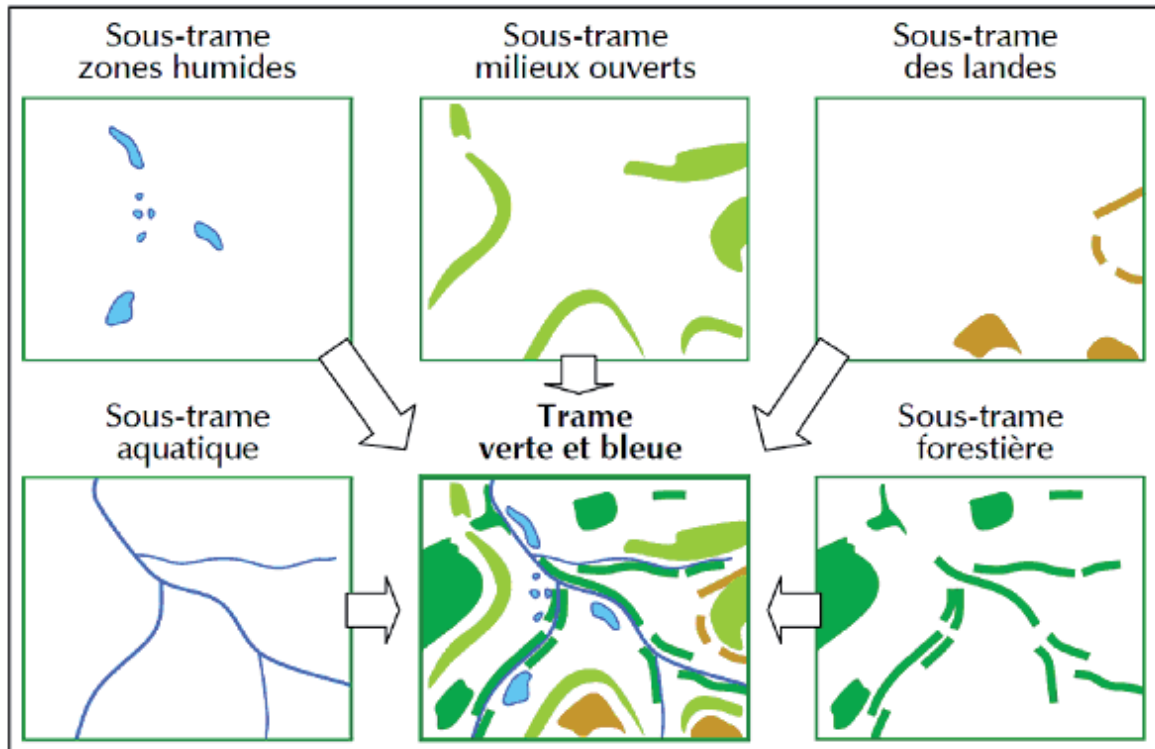 Sous-trame
zones humides
Sous-trame
milieux ouverts
Sous-trame
des landes
Sous-trame
aquatique
Trame
verte et bleue
Sous-trame
forestière